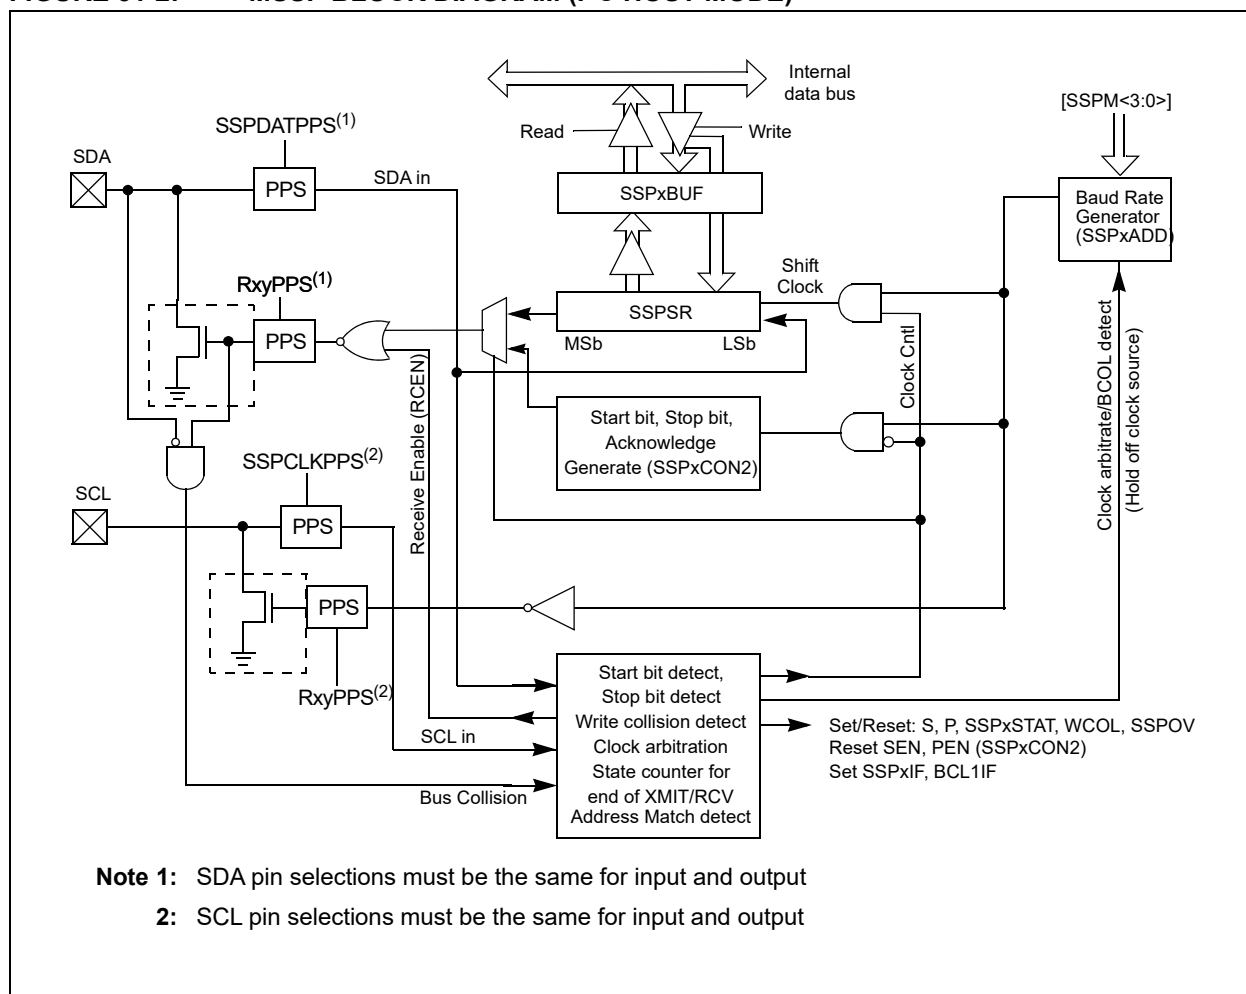 Internal
data bus
[SSPM<3:0>]
SSPDATPPS(1)
Read
Write
SDA
PPS
SDA in
SSPxBUF
Baud Rate
Generator
(SSPxADD)
Shift
Clock
RxyPPS(1)
SSPSR
PPS
MSb
LSb
Clock Cntl
Receive Enable (RCEN)
Clock arbitrate/BCOL detect
(Hold off clock source)
Start bit, Stop bit,
Acknowledge
Generate (SSPxCON2)
SSPCLKPPS(2)
SCL
PPS
PPS
RxyPPS(2)
SCL in
Bus Collision
Start bit detect,
Stop bit detect
Write collision detect
Clock arbitration
State counter for
end of XMIT/RCV
Address Match detect
Set/Reset: S, P, SSPxSTAT, WCOL, SSPOV
Reset SEN, PEN (SSPxCON2)
Set SSPxIF, BCL1IF
Note 1: SDA pin selections must be the same for input and output
2: SCL pin selections must be the same for input and output